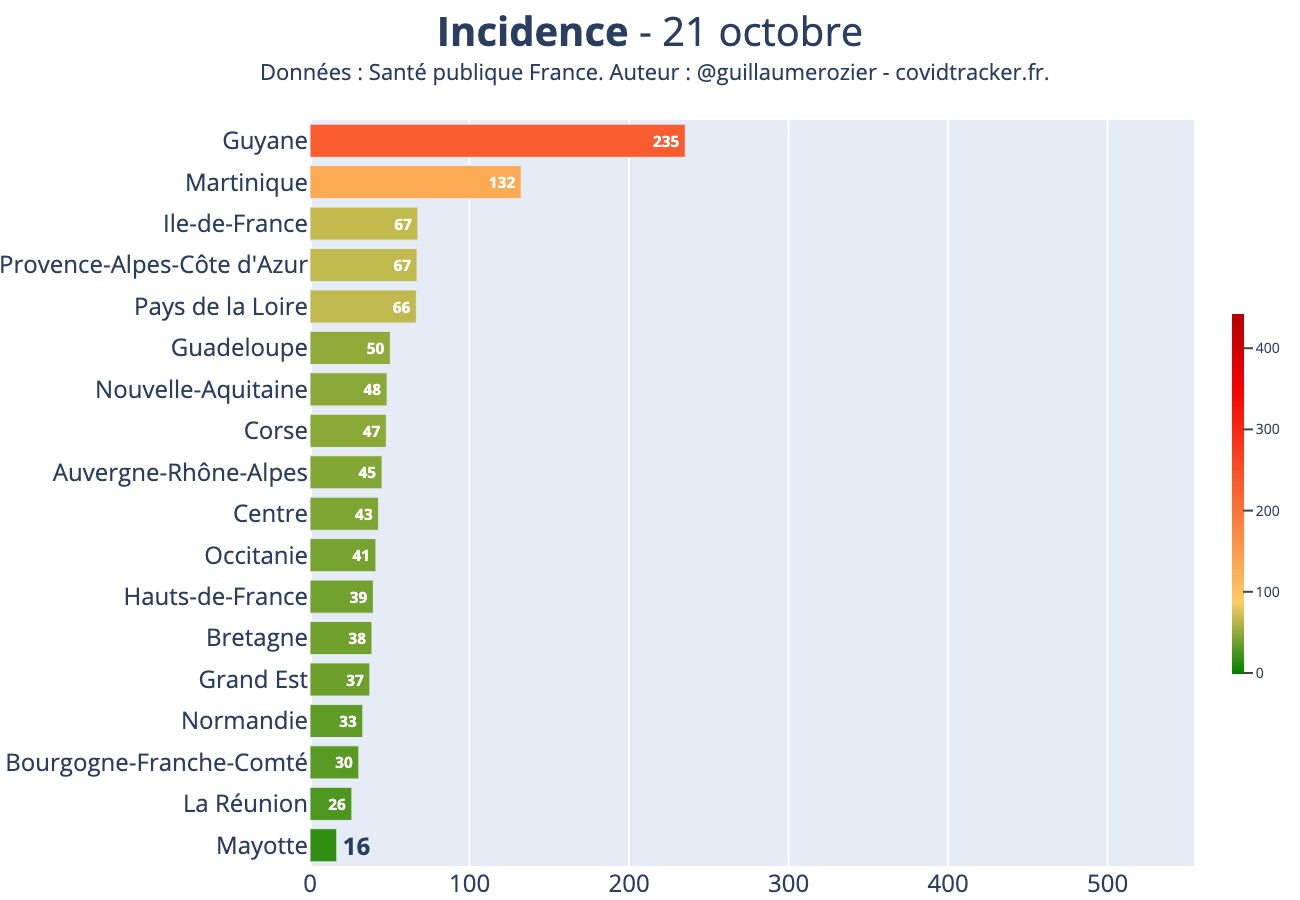 Incidence - 21 octobre
Données : Santé publique France. Auteur : @guillaumerozier - covidtracker.fr.
Guyane 235
Martinique 132
Ile-de-France 67
Provence-Alpes-Côte d'Azur 67
Pays de la Loire 66
Guadeloupe 50
Nouvelle-Aquitaine 48
Corse 47
Auvergne-Rhône-Alpes 45
Centre 43
Occitanie 41
Hauts-de-France 39
Bretagne 38
Grand Est 37
Normandie 33
Bourgogne-Franche-Comté 30
La Réunion 26
Mayotte 16
0 100 200 300 400 500
400
300
200
100
0